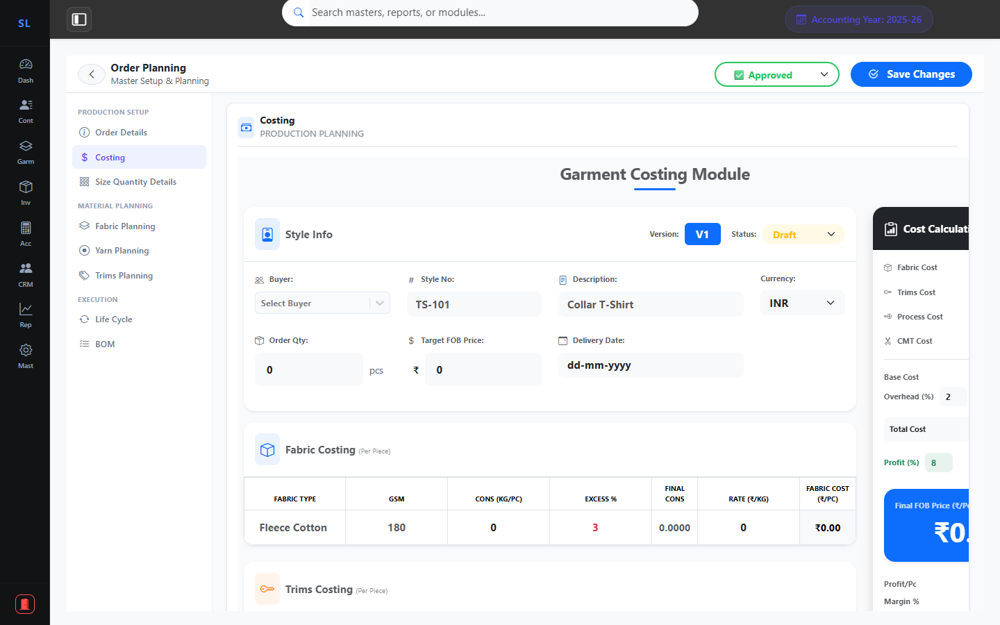 SL
Search masters, reports, or modules...
Accounting Year: 2025-26
Dash
Cont
Garm
Inv
Acc
CRM
Rep
Mast
Order Planning
Master Setup & Planning
Approved
Save Changes
PRODUCTION SETUP
Order Details
Costing
Size Quantity Details
MATERIAL PLANNING
Fabric Planning
Yarn Planning
Trims Planning
EXECUTION
Life Cycle
BOM
Costing
PRODUCTION PLANNING
Garment Costing Module
Style Info
Version: V1 Status: Draft
Buyer: # Style No: Description: Currency:
Select Buyer TS-101 Collar T-Shirt INR
Order Qty: $ Target FOB Price: Delivery Date:
0 pcs ₹ 0 dd-mm-yyyy
Fabric Costing (Per Piece)
FABRIC TYPE GSM CONS (KG/PC) EXCESS % FINAL CONS RATE (₹/KG) FABRIC COST (₹/PC)
Fleece Cotton 180 0 3 0.0000 0 ₹0.00
Trims Costing (Per Piece)
Cost Calculati
Fabric Cost
Trims Cost
Process Cost
CMT Cost
Base Cost
Overhead (%) 2
Total Cost
Profit (%) 8
Final FOB Price (₹/Pc
₹0.
Profit/Pc
Margin %